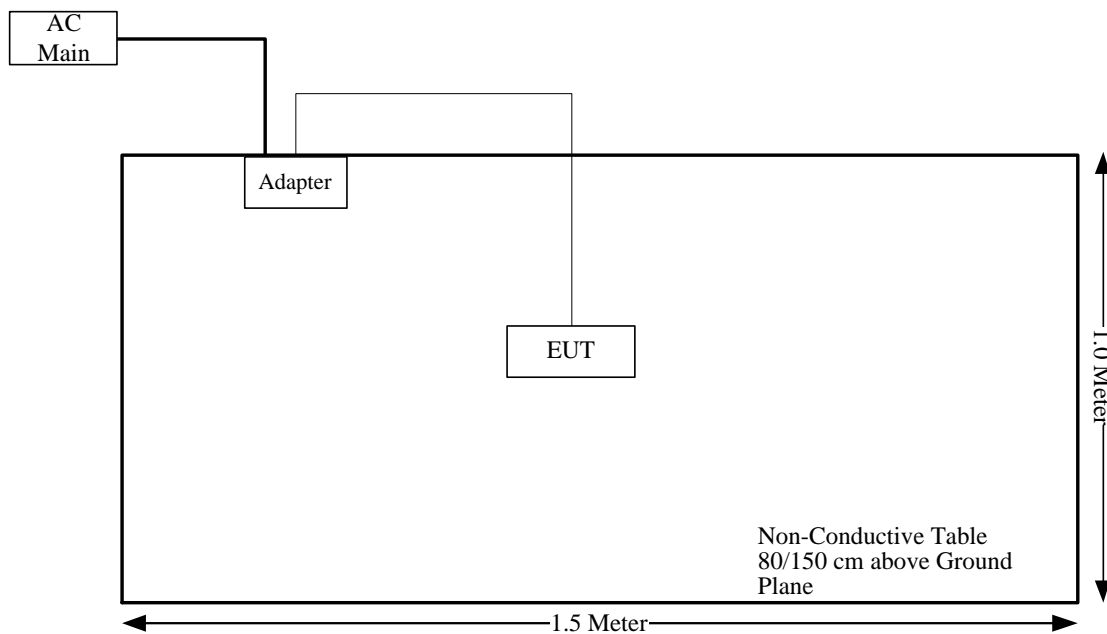 AC
Main
Adapter
EUT
1.0 Meter
Non-Conductive Table
80/150 cm above Ground
Plane
1.5 Meter